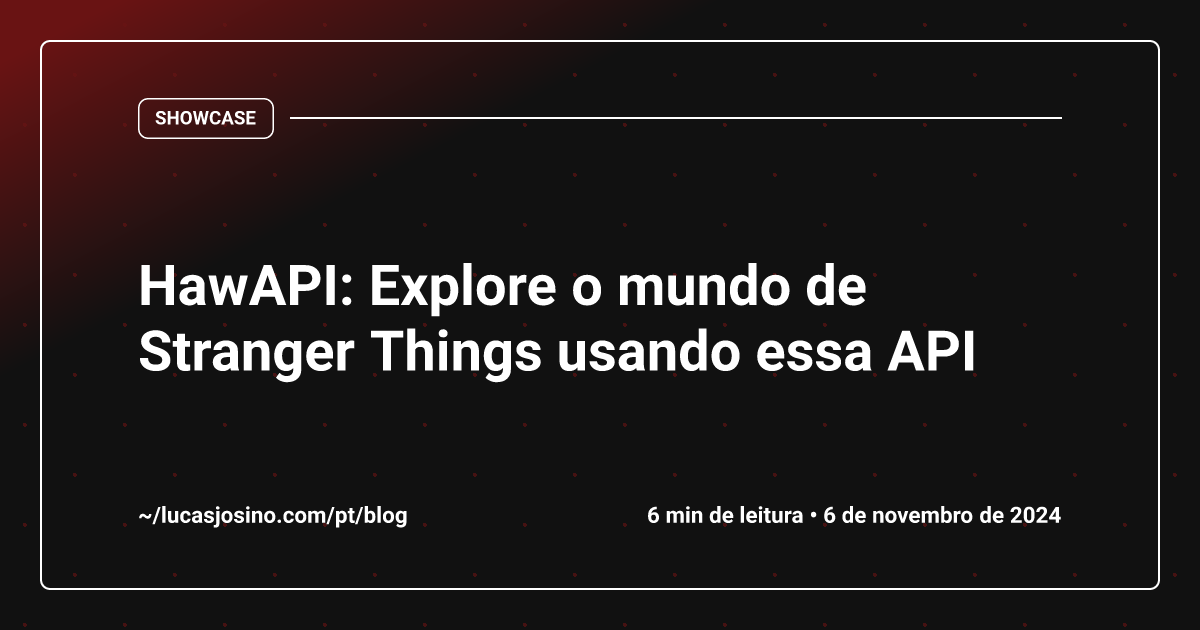 SHOWCASE
HawAPI: Explore o mundo de
Stranger Things usando essa API
~/lucasjosino.com/pt/blog
6 min de leitura • 6 de novembro de 2024